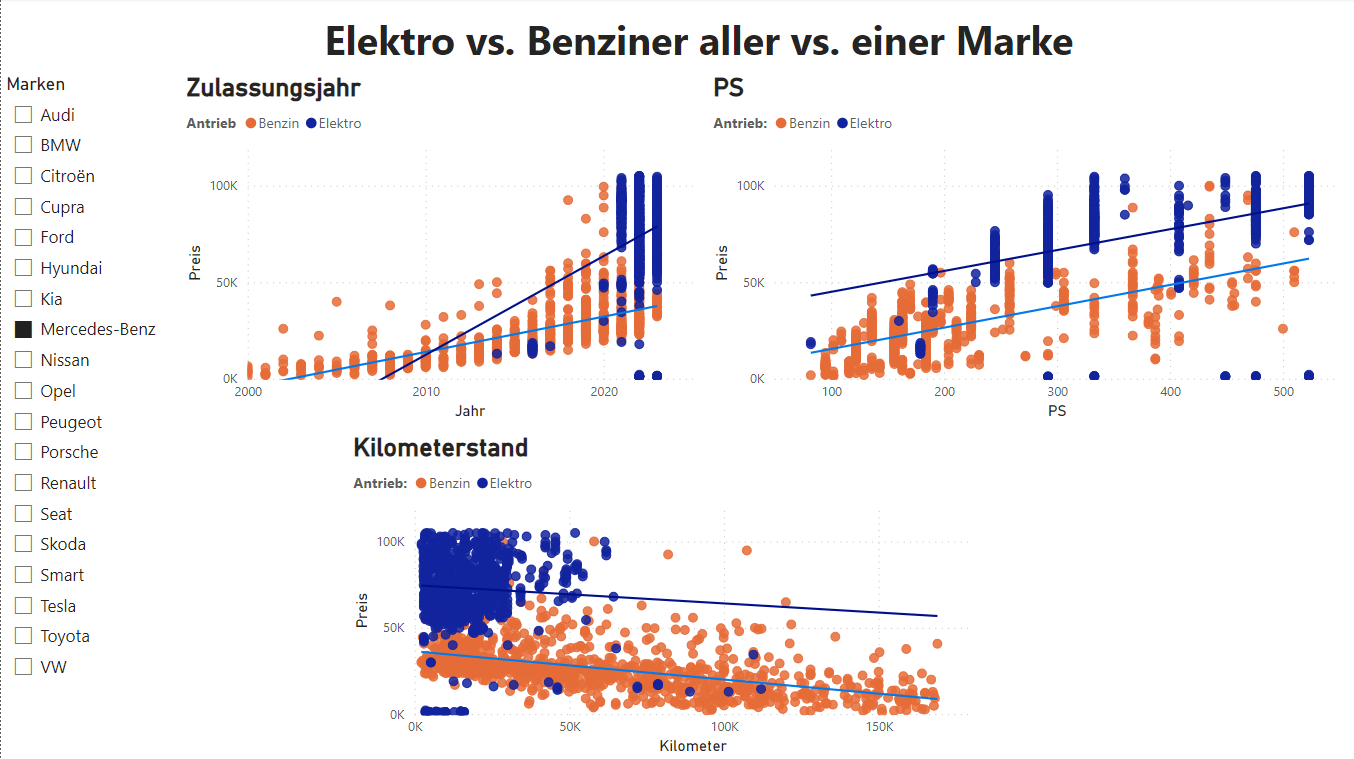 Elektro vs. Benziner aller vs. einer Marke
Marken
Audi
BMW
Citroën
Cupra
Ford
Hyundai
Kia
Mercedes-Benz
Nissan
Opel
Peugeot
Porsche
Renault
Seat
Skoda
Smart
Tesla
Toyota
VW
Zulassungsjahr
Antrieb Benzin Elektro
Preis
100K
50K
0K
2000 2010 2020
Jahr
PS
Antrieb: Benzin Elektro
Preis
100K
50K
0K
100 200 300 400 500
PS
Kilometerstand
Antrieb: Benzin Elektro
Preis
100K
50K
0K
0K 50K 100K 150K
Kilometer